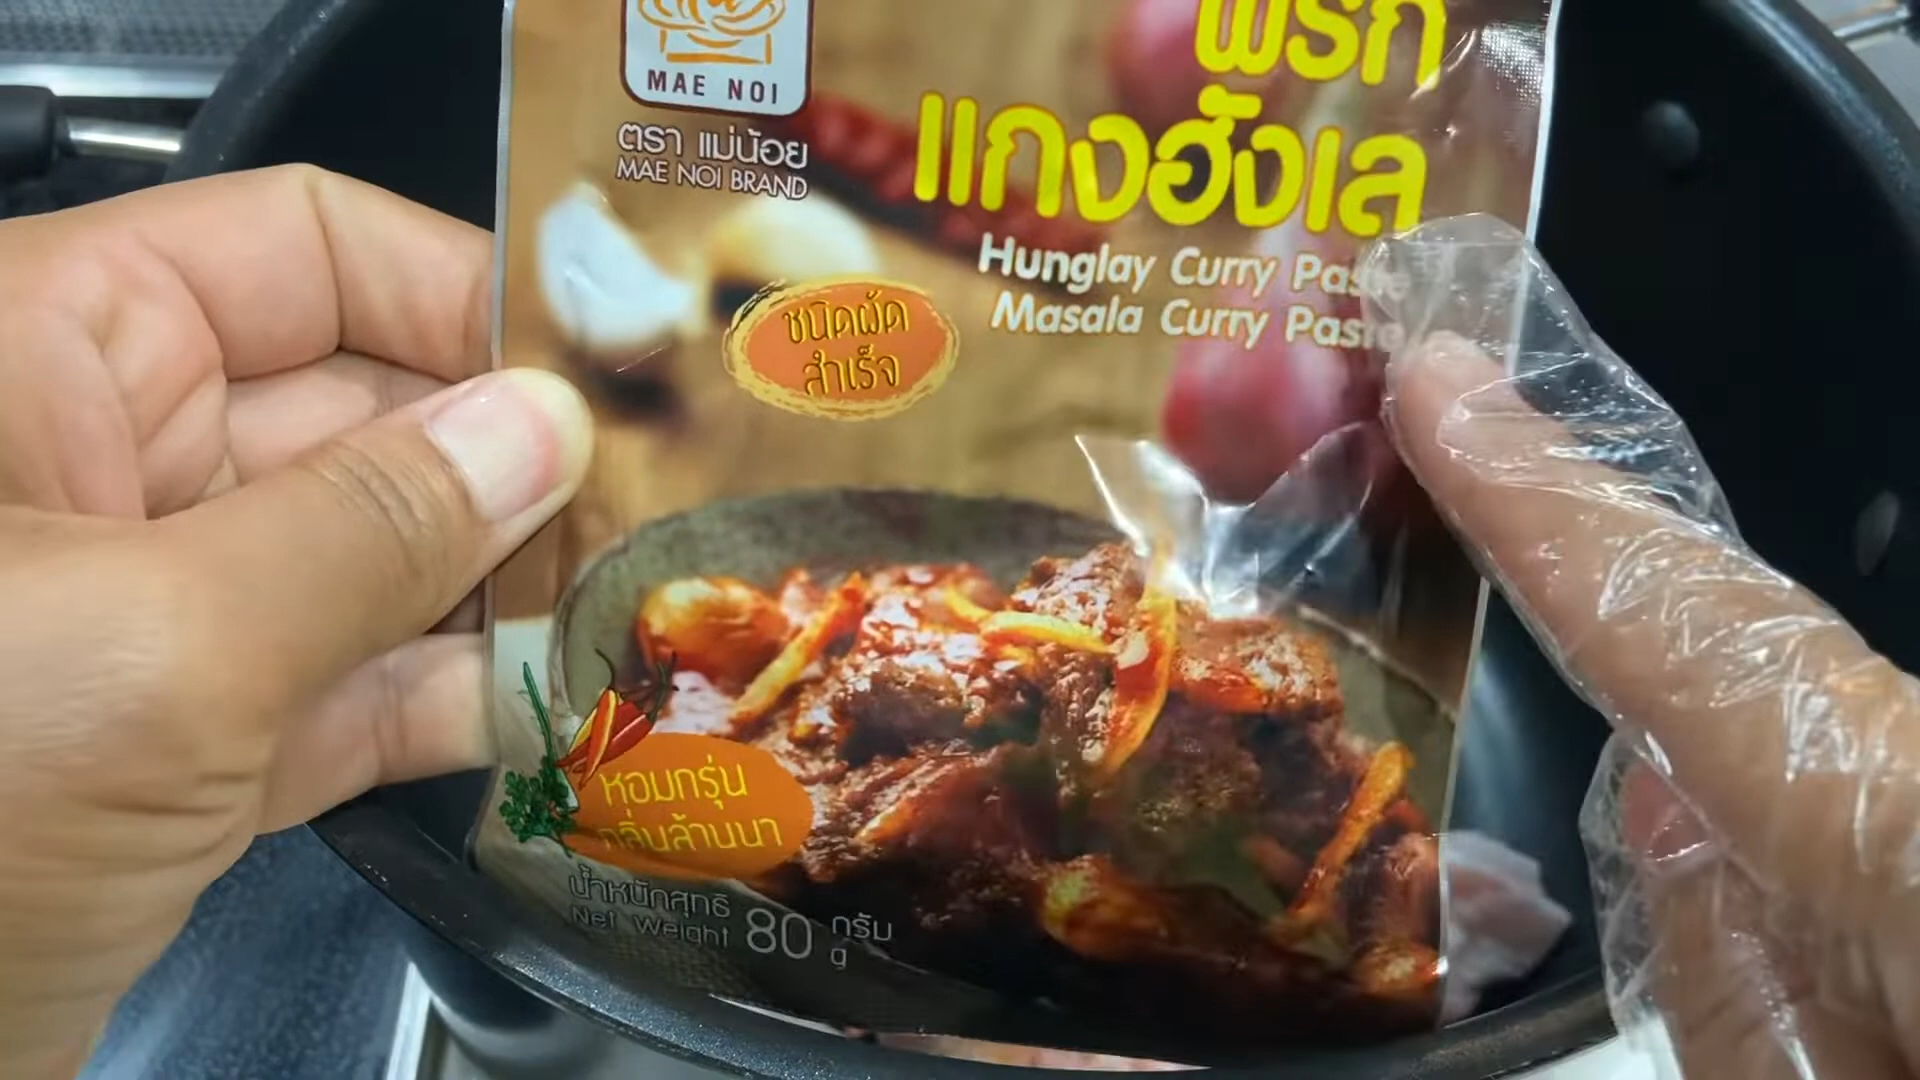 MAE NOI
ตรา แม่น้อย
MAE NOI BRAND
พริก
แกงฮังเล
Hunglay Curry Paste
Masala Curry Paste
ชนิดผัด
สำเร็จ
หอมกรุ่น
กลิ่นล้านนา
น้ำหนักสุทธิ 80 กรัม
Net Weight g